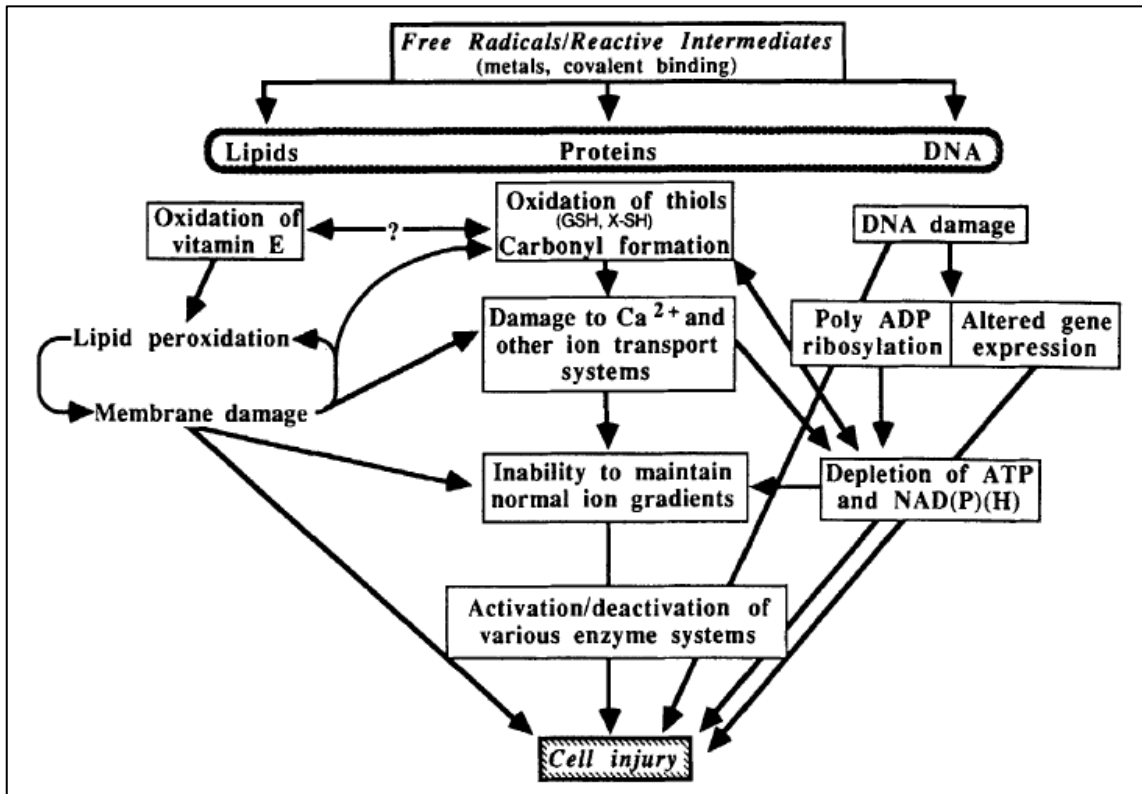 Free Radicals/Reactive Intermediates
(metals, covalent binding)
Lipids Proteins DNA
Oxidation of
vitamin E
?
Oxidation of thiols
(GSH, X-SH)
Carbonyl formation
DNA damage
Lipid peroxidation
Damage to Ca2+ and
other ion transport
systems
Poly ADP
ribosylation
Altered gene
expression
Membrane damage
Inability to maintain
normal ion gradients
Depletion of ATP
and NAD(P)(H)
Activation/deactivation of
various enzyme systems
Cell injury